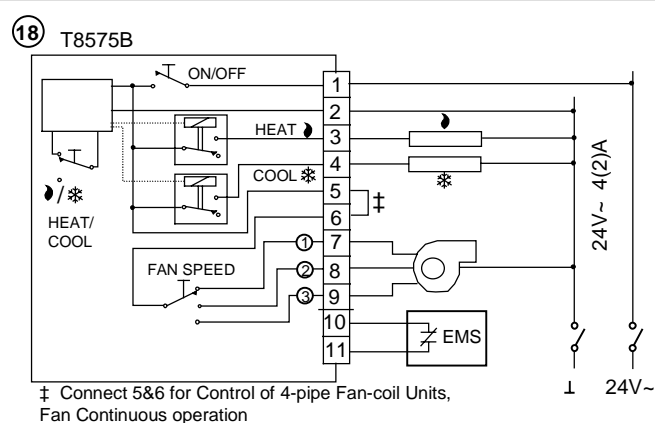 18 T8575B
ON/OFF
1
2
HEAT 3
4
COOL
5
‡
6
/
HEAT/
COOL
① 7
FAN SPEED
② 8
③ 9
10
EMS
11
24V~ 4(2)A
⊥ 24V~
‡ Connect 5&6 for Control of 4-pipe Fan-coil Units,
Fan Continuous operation